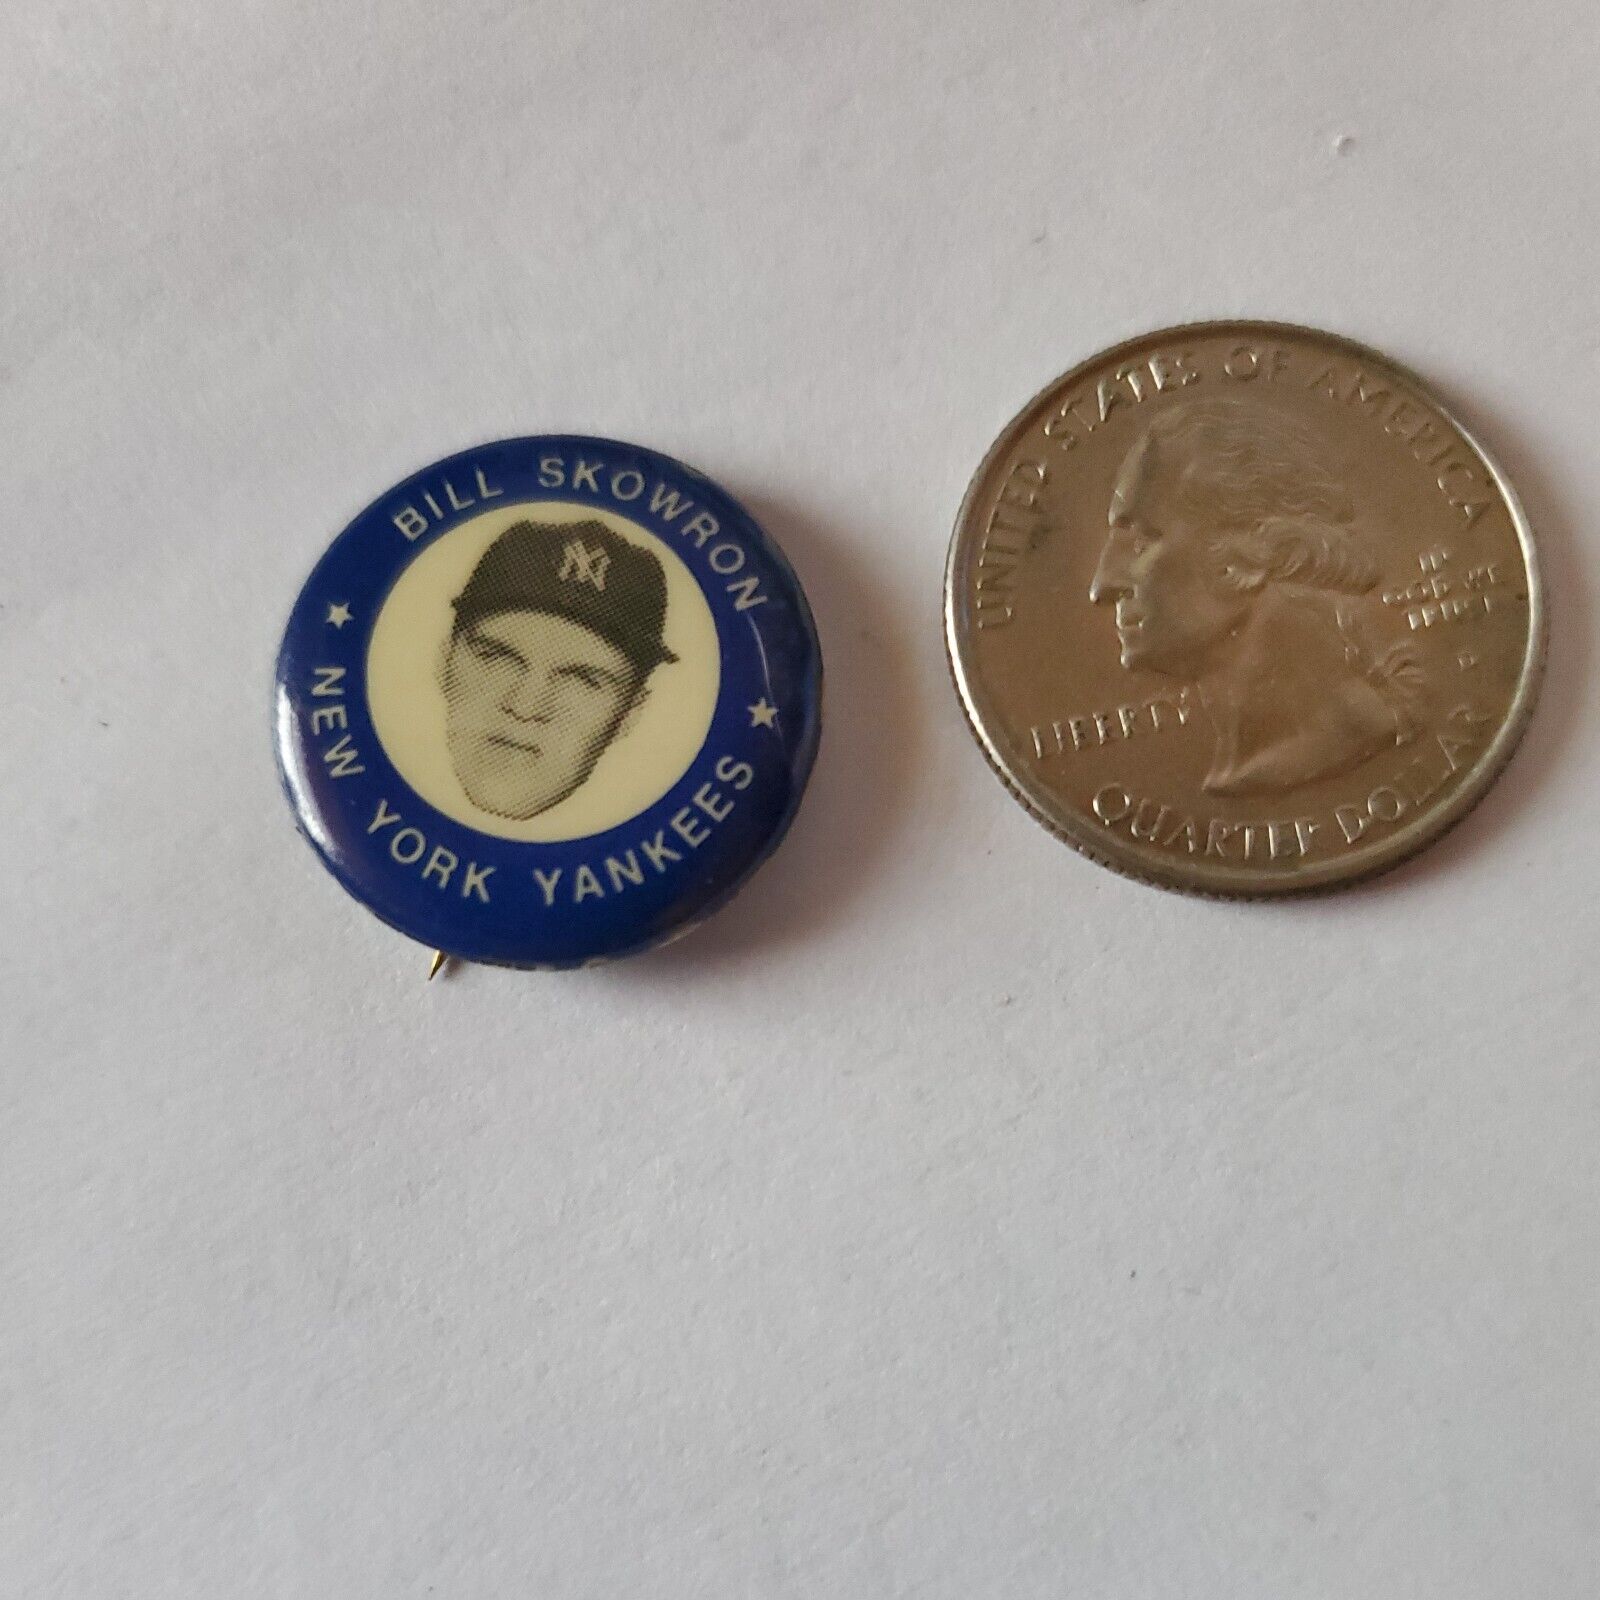 BILL SKOWRON
NY
NEW YORK YANKEES
UNITED STATES OF AMERICA
LIBERTY
IN
GOD WE
TRUST
P
QUARTER DOLLAR